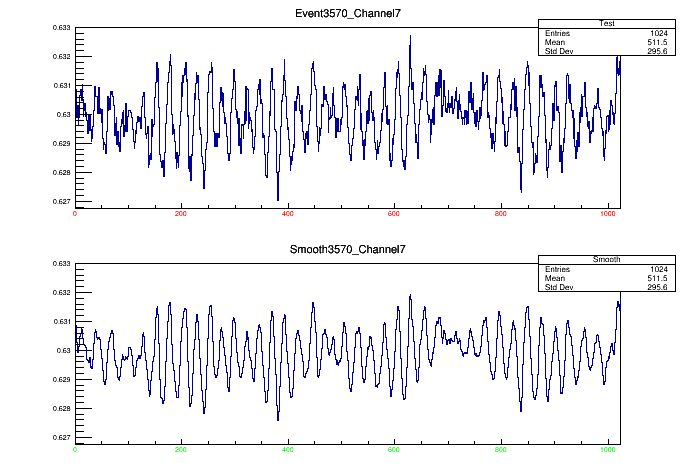 Event3570_Channel7
Test
Entries 1024
Mean 511.5
Std Dev 295.6
0.633
0.632
0.631
0.63
0.629
0.628
0.627
0 200 400 600 800 1000
Smooth3570_Channel7
Smooth
Entries 1024
Mean 511.5
Std Dev 295.6
0.633
0.632
0.631
0.63
0.629
0.628
0.627
0 200 400 600 800 1000